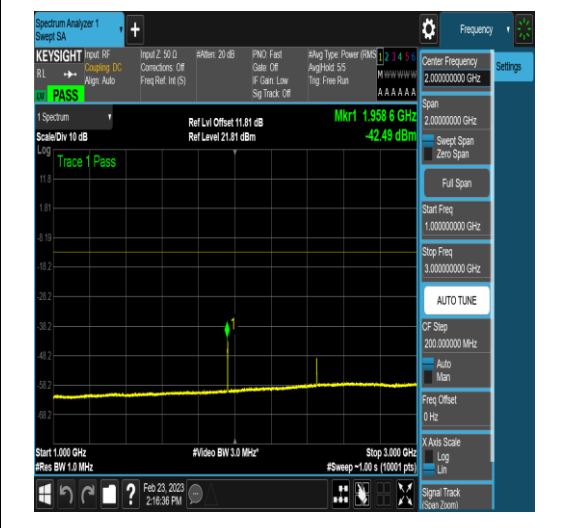 Spectrum Analyzer 1
Swept SA
+
Frequency
KEYSIGHT
RL
Input: RF
Coupling: DC
Align: Auto
PASS
Input Z: 50 Ω
Corrections: Off
Freq Ref: Int (S)
#Atten: 20 dB
PNO: Fast
Gate: Off
IF Gain: Low
Sig Track: Off
#Avg Type: Power (RMS
Avg|Hold: 5/5
Trig: Free Run
1 2 3 4 5 6
M W W W W W
A A A A A A
1 Spectrum
Scale/Div 10 dB
Ref Lvl Offset 11.81 dB
Ref Level 21.81 dBm
Mkr1 1.958 6 GHz
-42.49 dBm
Log
Trace 1 Pass
11.8
1.81
-8.19
-18.2
-28.2
-38.2
-48.2
-58.2
-68.2
1
Start 1.000 GHz
#Res BW 1.0 MHz
#Video BW 3.0 MHz*
Stop 3.000 GHz
#Sweep ~1.00 s (10001 pts)
?
Feb 23, 2023
2:16:36 PM
Center Frequency
2.000000000 GHz
Span
2.00000000 GHz
Swept Span
Zero Span
Full Span
Start Freq
1.000000000 GHz
Stop Freq
3.000000000 GHz
AUTO TUNE
CF Step
200.000000 MHz
Auto
Man
Freq Offset
0 Hz
X Axis Scale
Log
Lin
Signal Track
(Span Zoom)
Settings